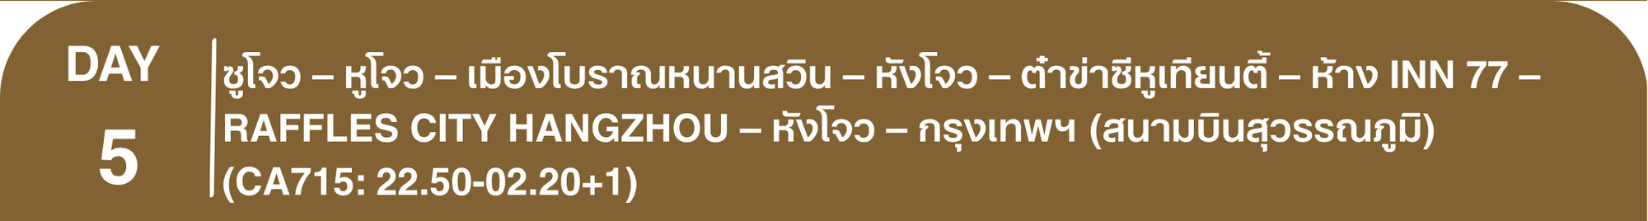 DAY
5
ซูโจว – หูโจว – เมืองโบราณหนานสวิน – หังโจว – ต๋าข่าซีหูเทียนตี้ – ห้าง INN 77 –
RAFFLES CITY HANGZHOU – หังโจว – กรุงเทพฯ (สนามบินสุวรรณภูมิ)
(CA715: 22.50-02.20+1)